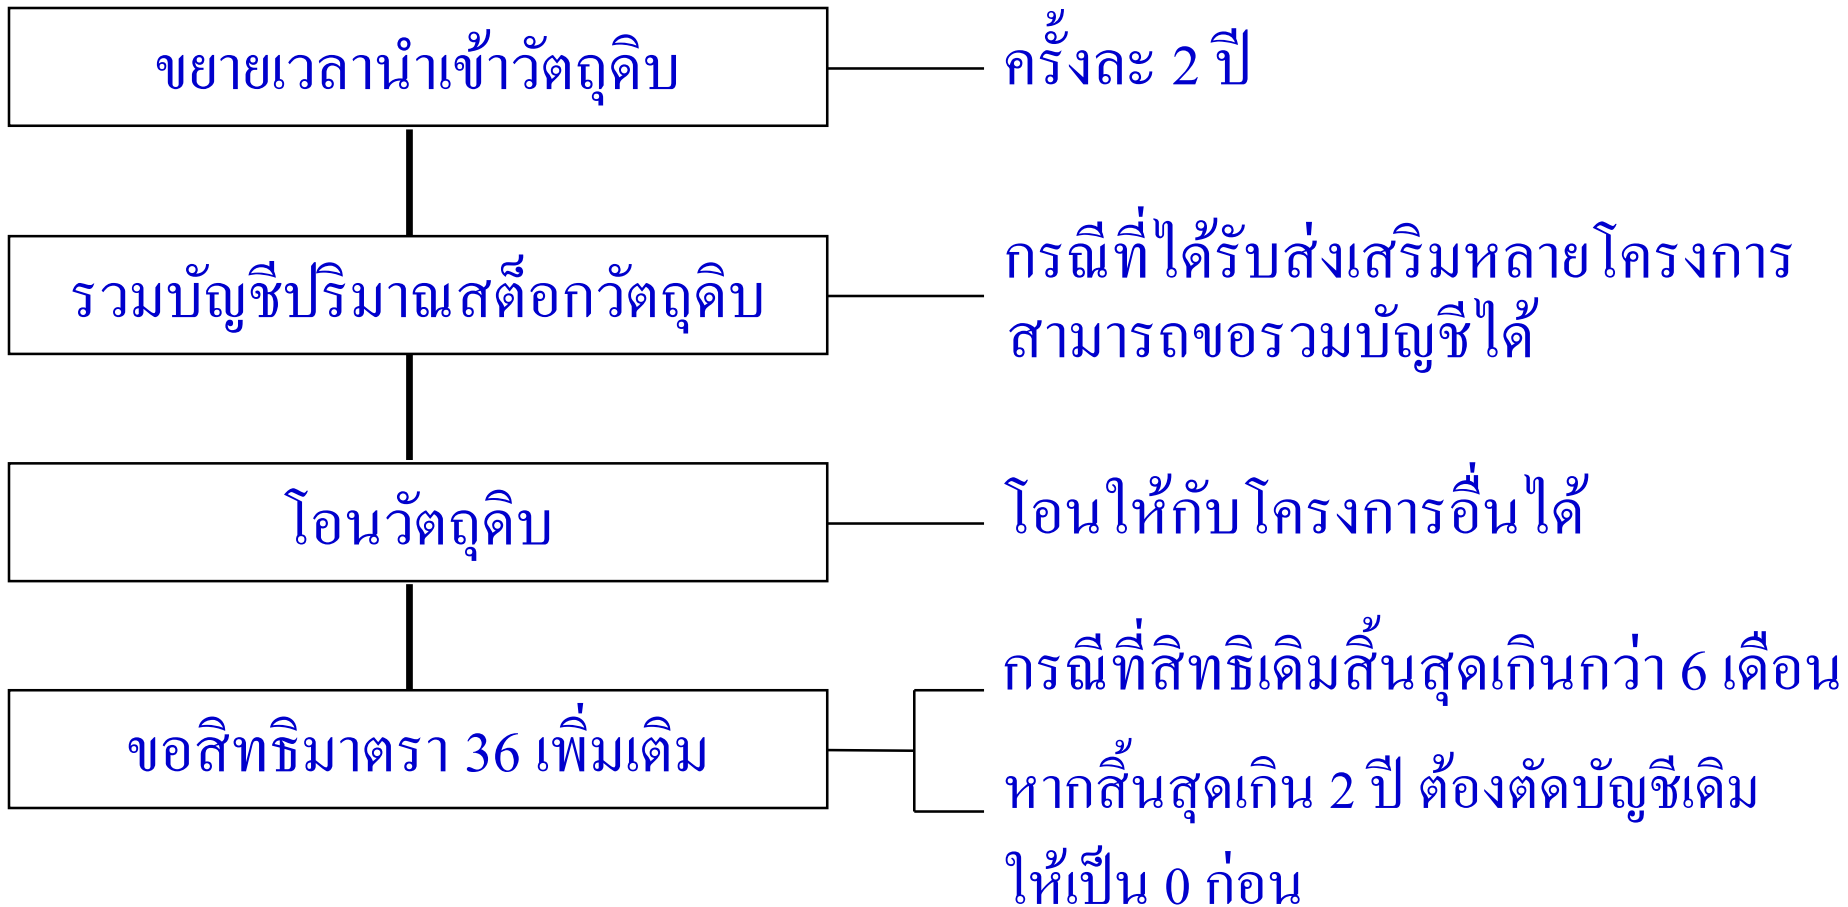 ขยายเวลานำเข้าวัตถุดิบ
ครั้งละ 2 ปี
รวมบัญชีปริมาณสต็อกวัตถุดิบ
กรณีที่ได้รับส่งเสริมหลายโครงการ
สามารถขอรวมบัญชีได้
โอนวัตถุดิบ
โอนให้กับโครงการอื่นได้
ขอสิทธิมาตรา 36 เพิ่มเติม
กรณีที่สิทธิเดิมสิ้นสุดเกินกว่า 6 เดือน
หากสิ้นสุดเกิน 2 ปี ต้องตัดบัญชีเดิม
ให้เป็น 0 ก่อน